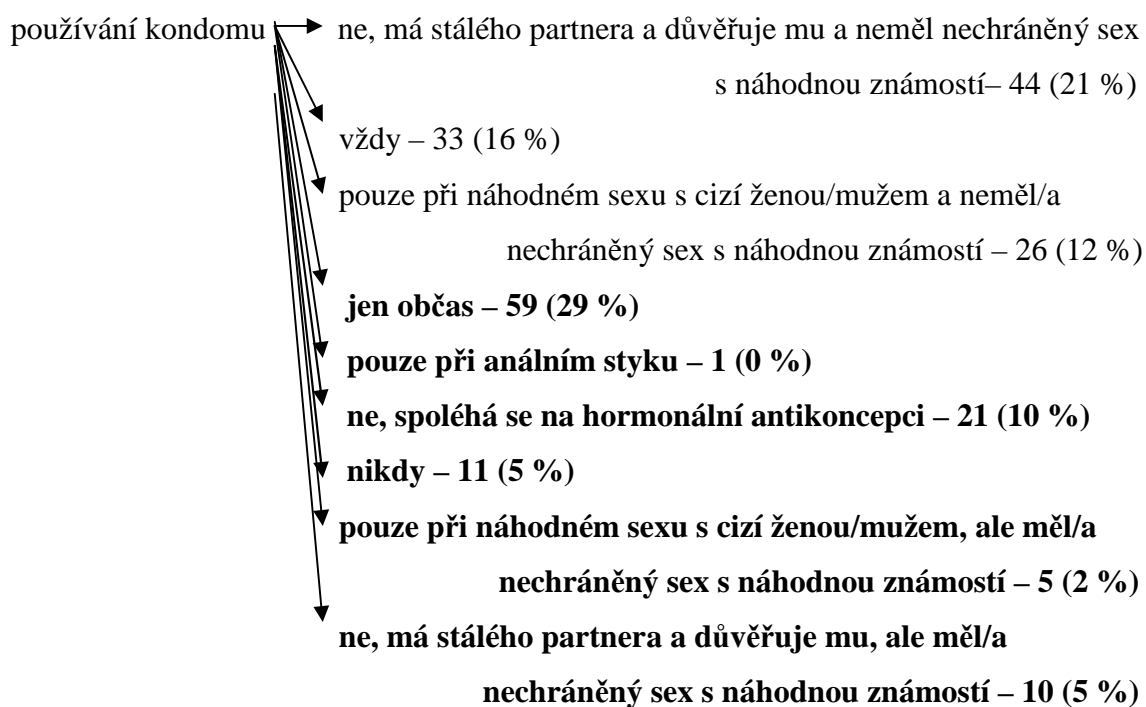 používání kondomu ne, má stálého partnera a důvěřuje mu a neměl nechráněný sex
s náhodnou známostí– 44 (21 %)
vždy – 33 (16 %)
pouze při náhodném sexu s cizí ženou/mužem a neměl/a
nechráněný sex s náhodnou známostí – 26 (12 %)
jen občas – 59 (29 %)
pouze při análním styku – 1 (0 %)
ne, spoléhá se na hormonální antikoncepci – 21 (10 %)
nikdy – 11 (5 %)
pouze při náhodném sexu s cizí ženou/mužem, ale měl/a
nechráněný sex s náhodnou známostí – 5 (2 %)
ne, má stálého partnera a důvěřuje mu, ale měl/a
nechráněný sex s náhodnou známostí – 10 (5 %)